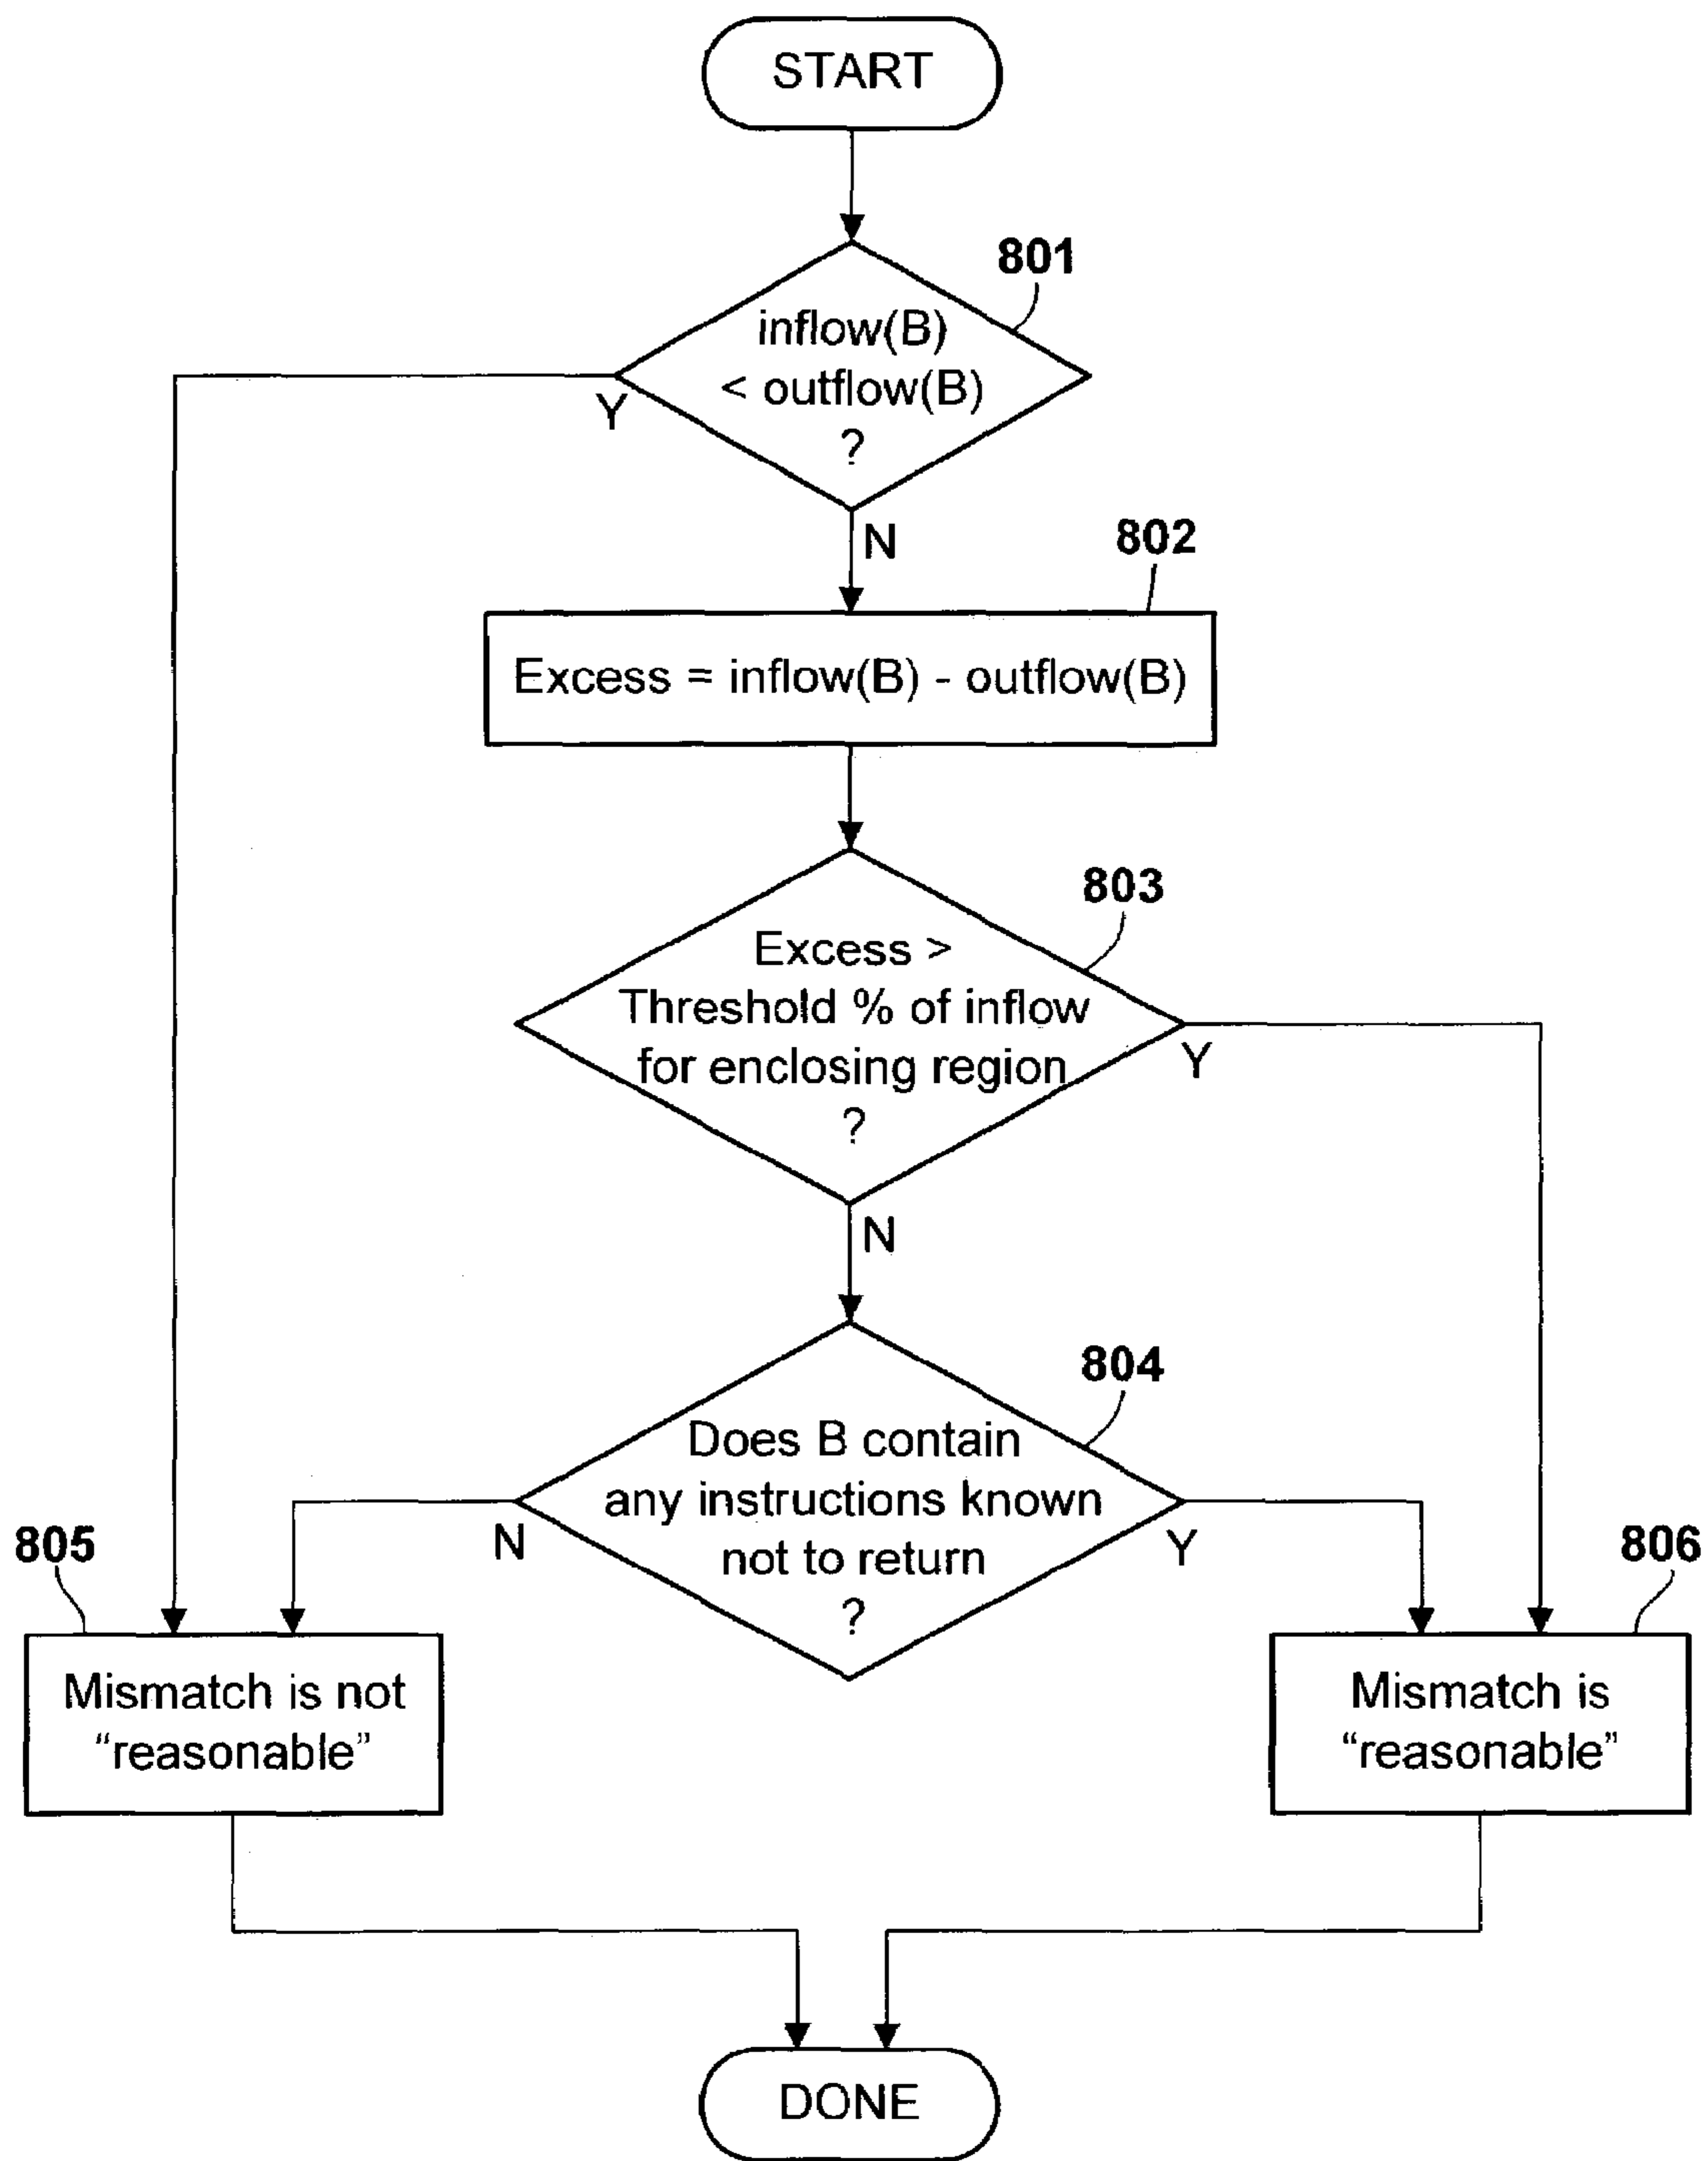 START
801
inflow(B)
< outflow(B)
?
Y
N
802
Excess = inflow(B) - outflow(B)
803
Excess >
Threshold % of inflow
for enclosing region
?
Y
N
804
Does B contain
any instructions known
not to return
?
N
Y
805
Mismatch is not
“reasonable”
806
Mismatch is
“reasonable”
DONE